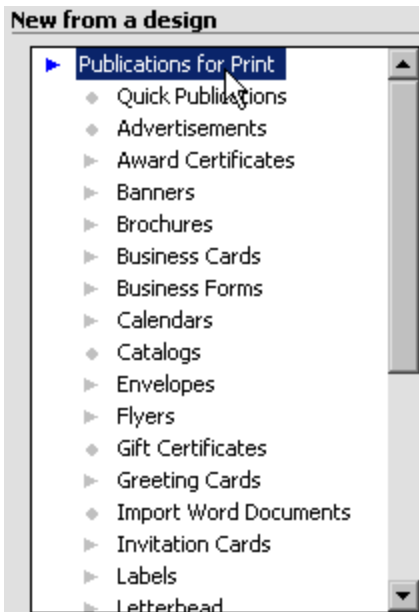 New from a design
Publications for Print
Quick Publications
Advertisements
Award Certificates
Banners
Brochures
Business Cards
Business Forms
Calendars
Catalogs
Envelopes
Flyers
Gift Certificates
Greeting Cards
Import Word Documents
Invitation Cards
Labels
Letterhead